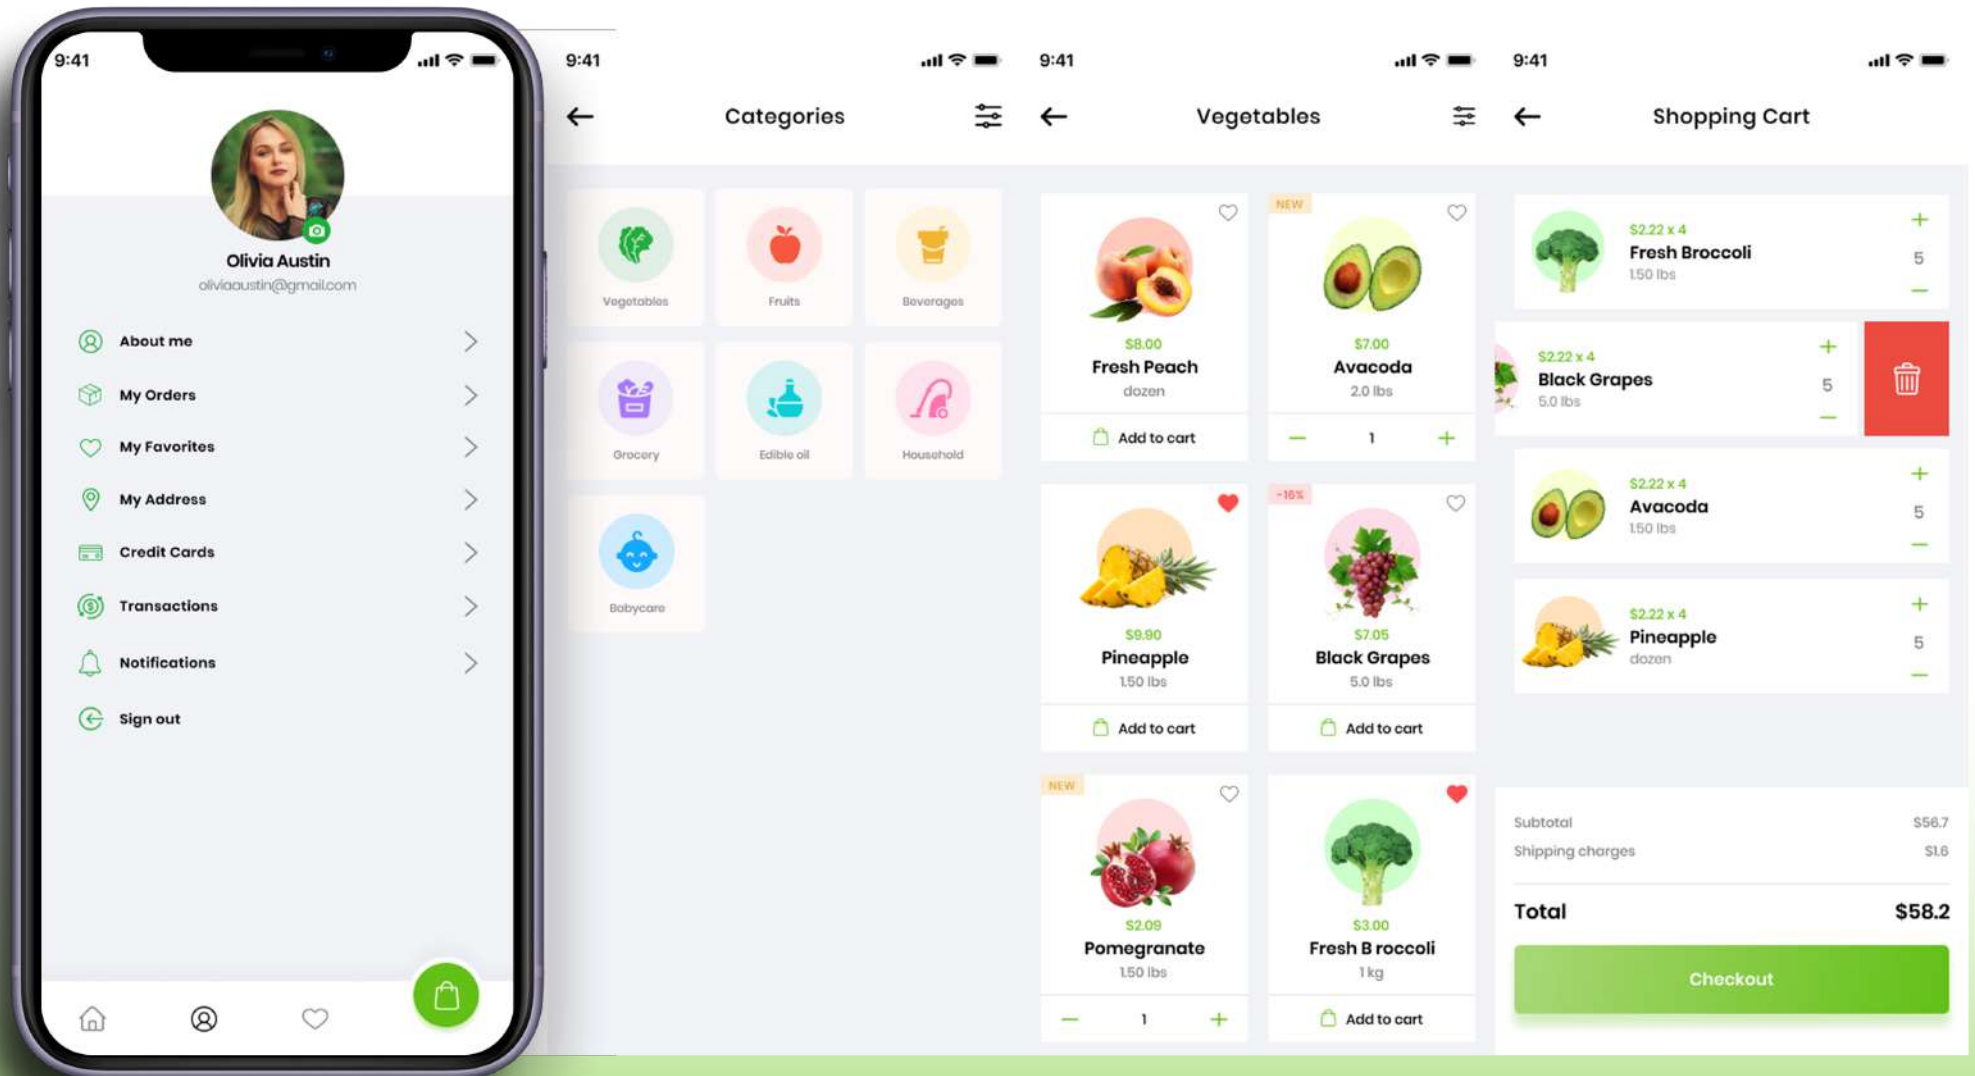 9:41
Olivia Austin
oliviaaustin@gmail.com
About me
My Orders
My Favorites
My Address
Credit Cards
Transactions
Notifications
Sign out
9:41
Categories
Vegetables
Fruits
Beverages
Grocery
Edible oil
Household
Babycare
9:41
Vegetables
$8.00
Fresh Peach
dozen
Add to cart
NEW
$7.00
Avacoda
2.0 lbs
1
$9.90
Pineapple
1.50 lbs
Add to cart
-16%
$7.05
Black Grapes
5.0 lbs
Add to cart
NEW
$2.09
Pomegranate
1.50 lbs
1
$3.00
Fresh B roccoli
1 kg
Add to cart
9:41
Shopping Cart
$2.22 x 4
Fresh Broccoli
1.50 lbs
5
$2.22 x 4
Black Grapes
5.0 lbs
5
$2.22 x 4
Avacoda
1.50 lbs
5
$2.22 x 4
Pineapple
dozen
5
Subtotal $56.7
Shipping charges $1.6
Total $58.2
Checkout